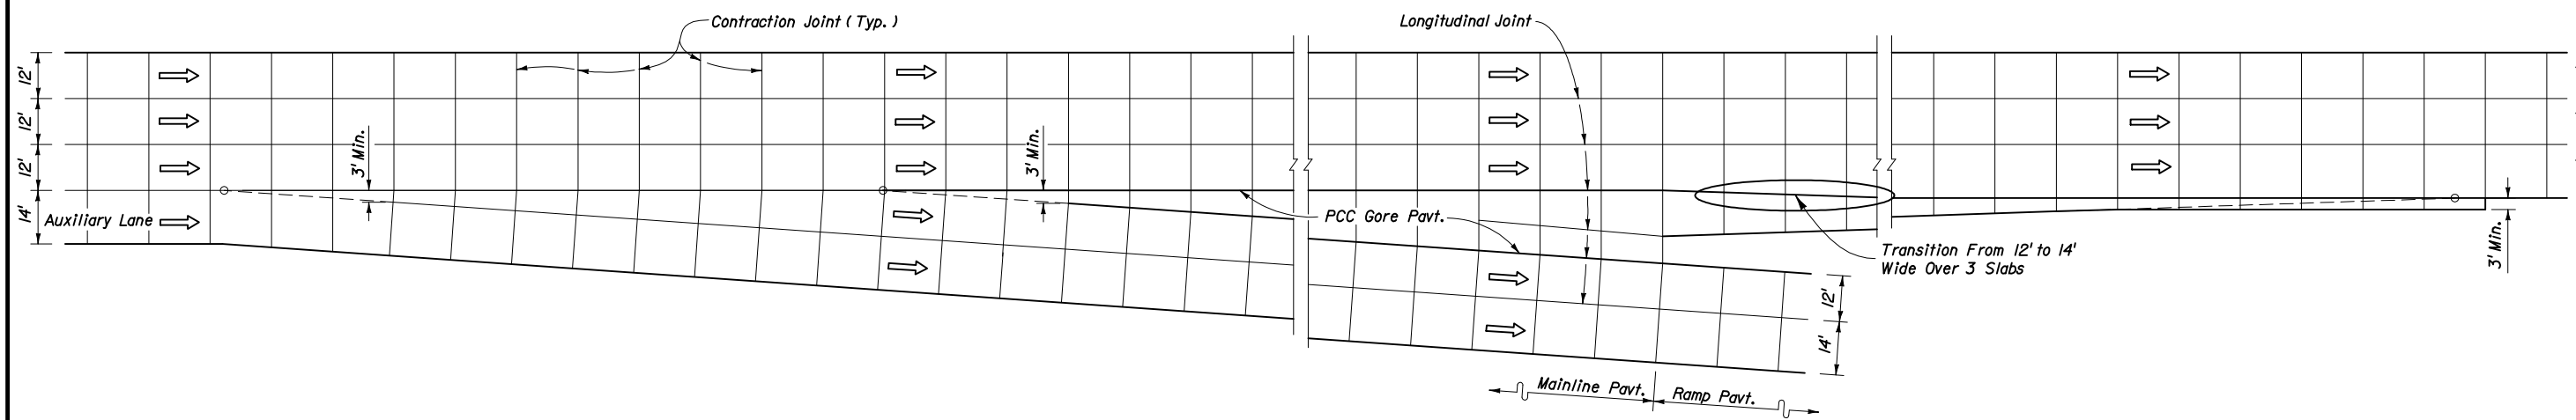 Contraction Joint (Typ.)
Longitudinal Joint
12'
12'
12'
14'
3' Min.
3' Min.
Auxiliary Lane
PCC Gore Pavt.
Transition From 12' to 14'
Wide Over 3 Slabs
3' Min.
12'
14'
Mainline Pavt.
Ramp Pavt.